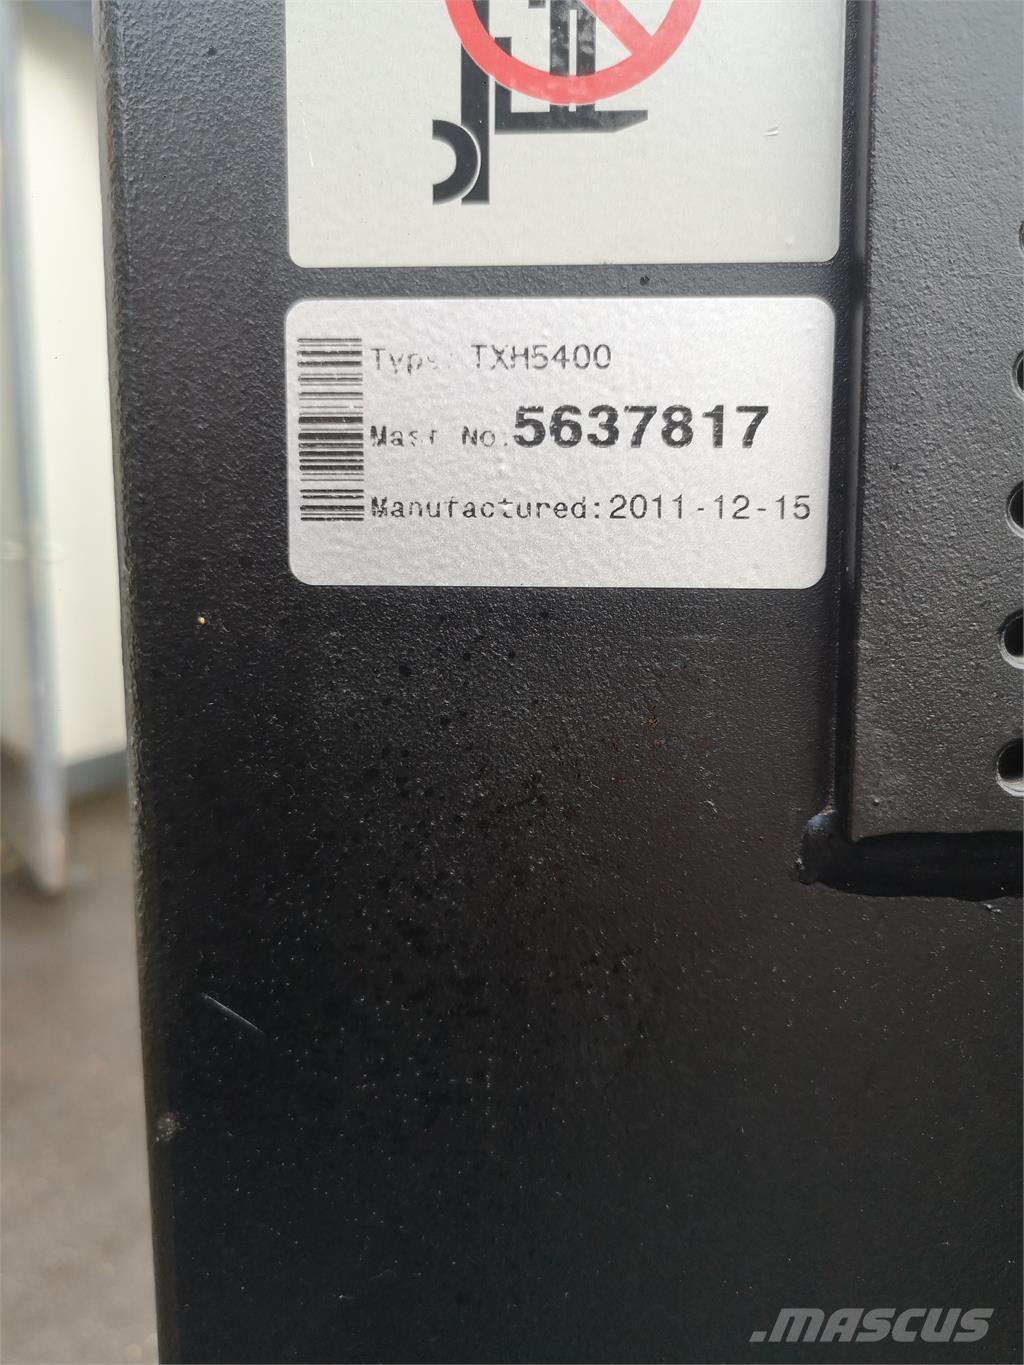 Type: TXH5400
Mast No:5637817
Manufactured:2011-12-15
.MASCUS